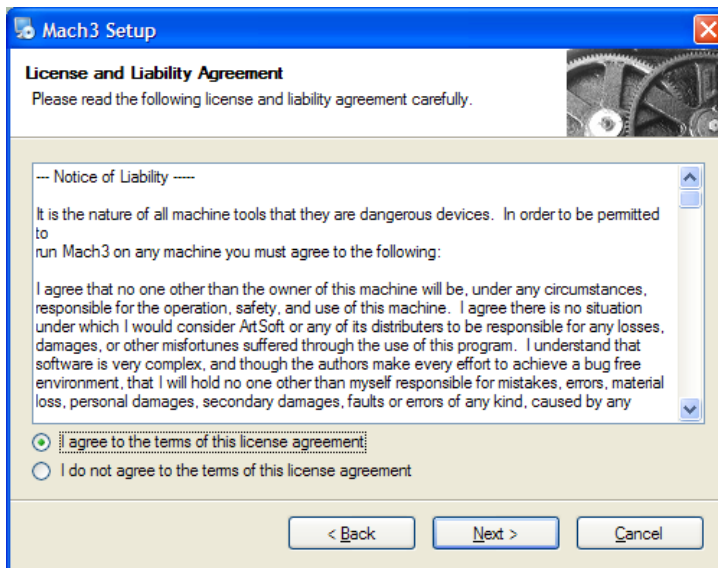 Mach3 Setup
License and Liability Agreement
Please read the following license and liability agreement carefully.
--- Notice of Liability -----
It is the nature of all machine tools that they are dangerous devices.  In order to be permitted
to
run Mach3 on any machine you must agree to the following:
I agree that no one other than the owner of this machine will be, under any circumstances,
responsible for the operation, safety, and use of this machine.  I agree there is no situation
under which I would consider ArtSoft or any of its distributers to be responsible for any losses,
damages, or other misfortunes suffered through the use of this program.  I understand that
software is very complex, and though the authors make every effort to achieve a bug free
environment, that I will hold no one other than myself responsible for mistakes, errors, material
loss, personal damages, secondary damages, faults or errors of any kind, caused by any
I agree to the terms of this license agreement
I do not agree to the terms of this license agreement
< Back
Next >
Cancel